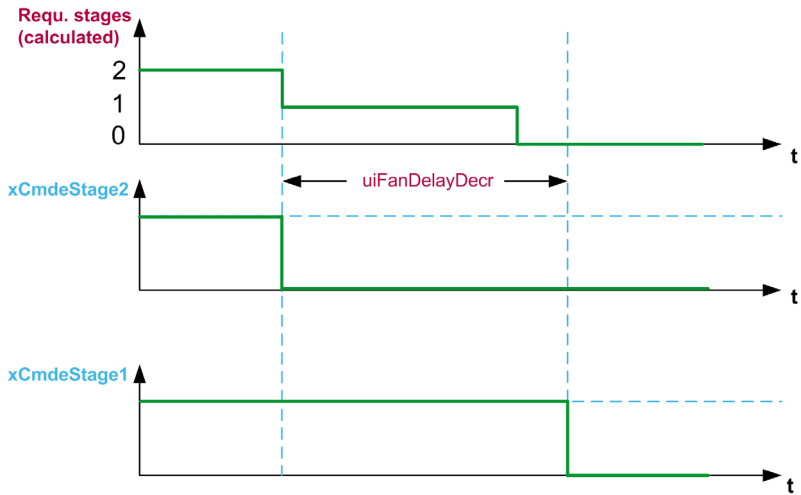 Requ. stages
(calculated)
2
1
0
t
uiFanDelayDecr
xCmdeStage2
t
xCmdeStage1
t